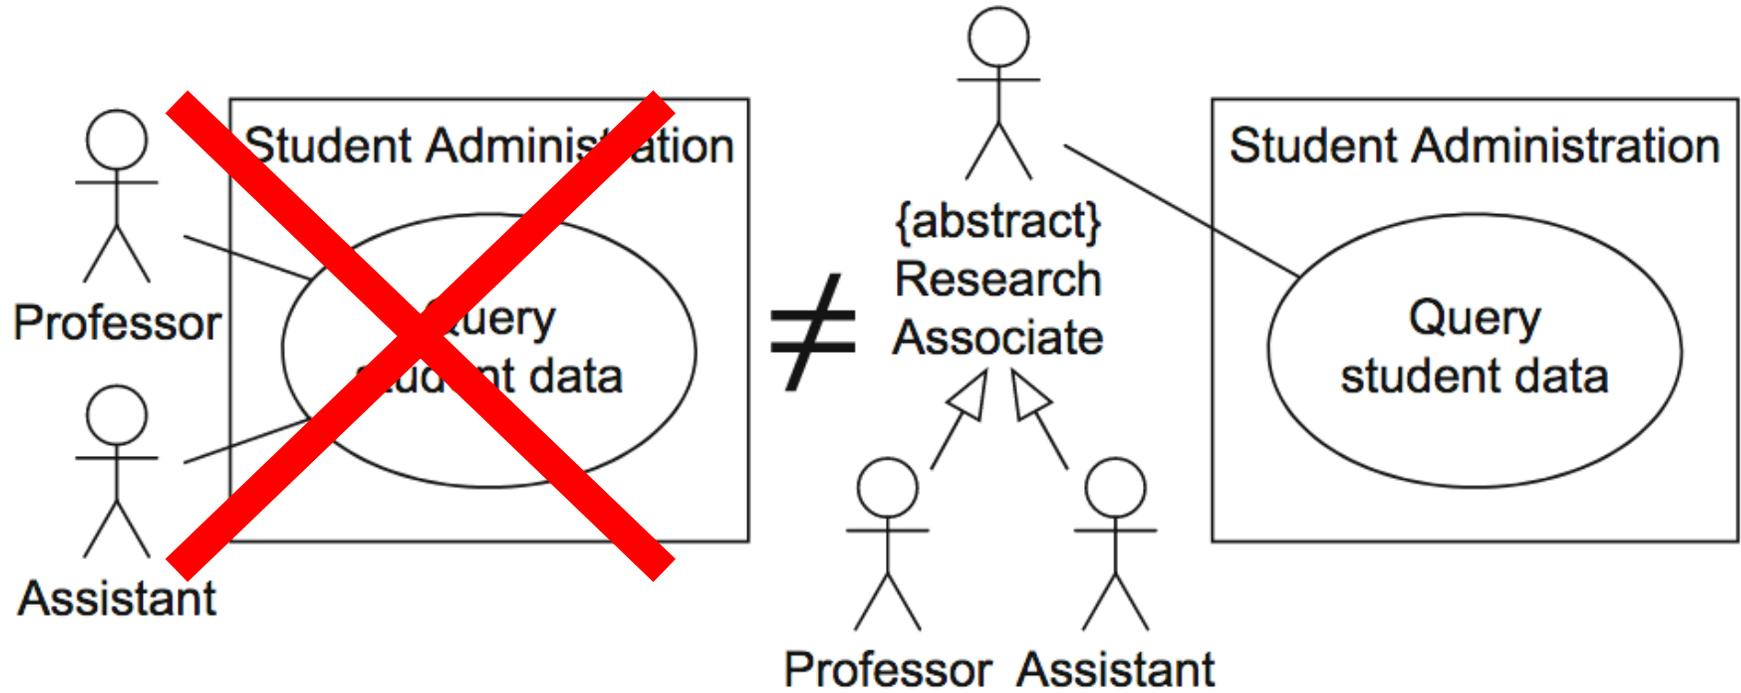 Student Administration
Professor
Query
student data
Assistant
≠
{abstract}
Research
Associate
Professor
Assistant
Student Administration
Query
student data